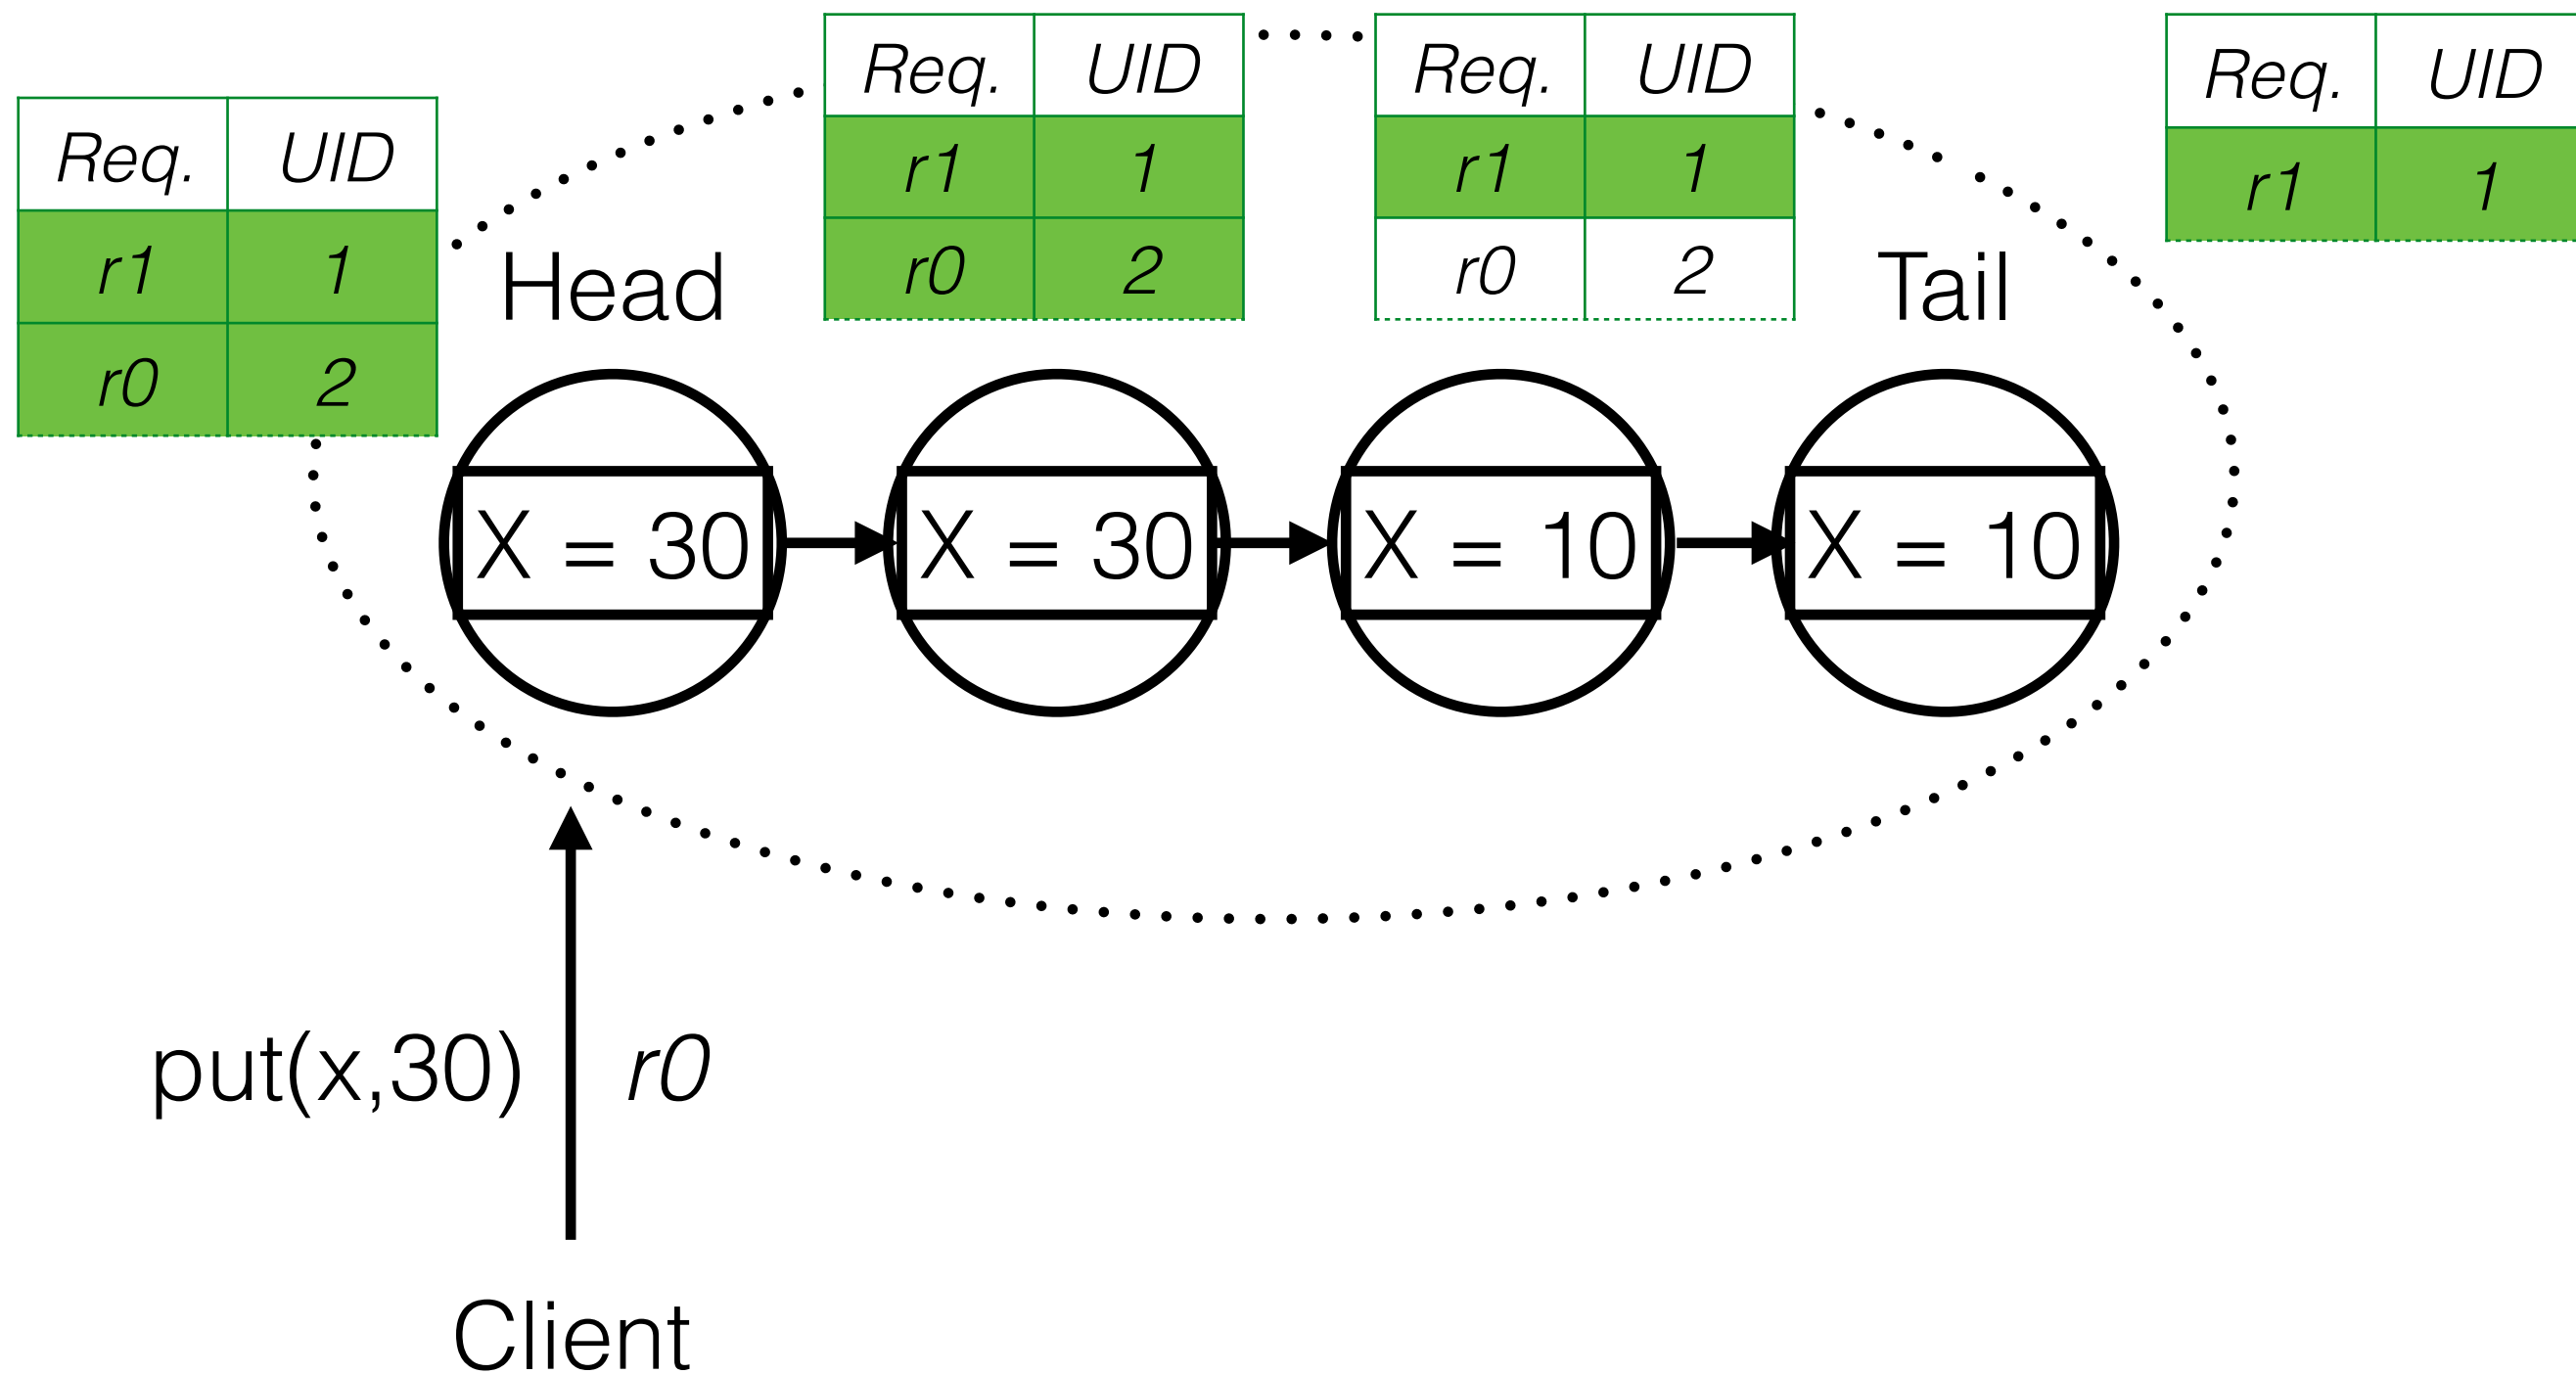 Req. UID
r1 1
r0 2
Head
Req. UID
r1 1
r0 2
Req. UID
r1 1
r0 2
Tail
Req. UID
r1 1
X = 30
X = 30
X = 10
X = 10
put(x,30)
r0
Client